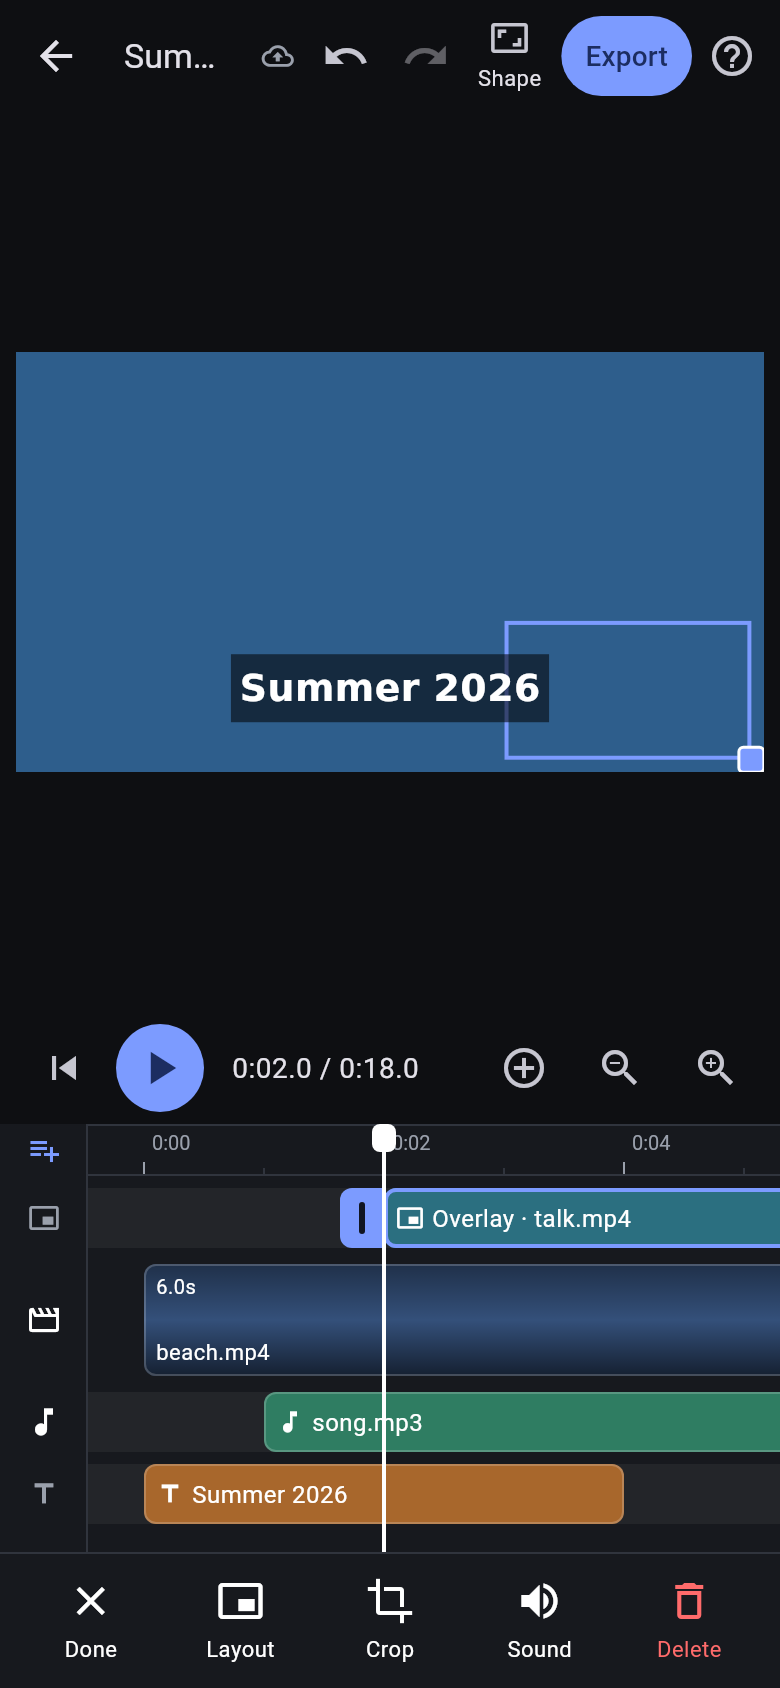 Sum...
Shape
Export
Summer 2026
0:02.0 / 0:18.0
0:00
0:02
0:04
Overlay · talk.mp4
6.0s
beach.mp4
song.mp3
Summer 2026
Done
Layout
Crop
Sound
Delete